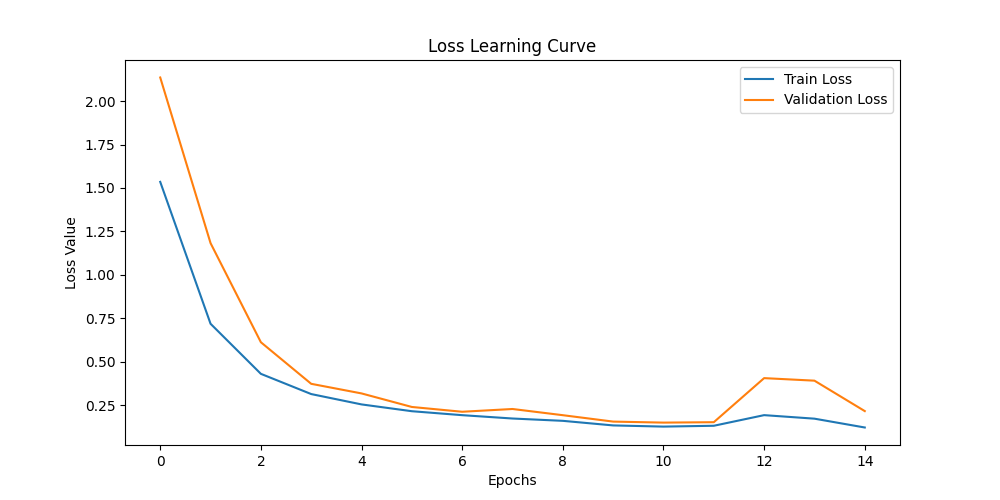 Loss Learning Curve
Train Loss
Validation Loss
2.00
1.75
1.50
1.25
1.00
0.75
0.50
0.25
Loss Value
0 2 4 6 8 10 12 14
Epochs